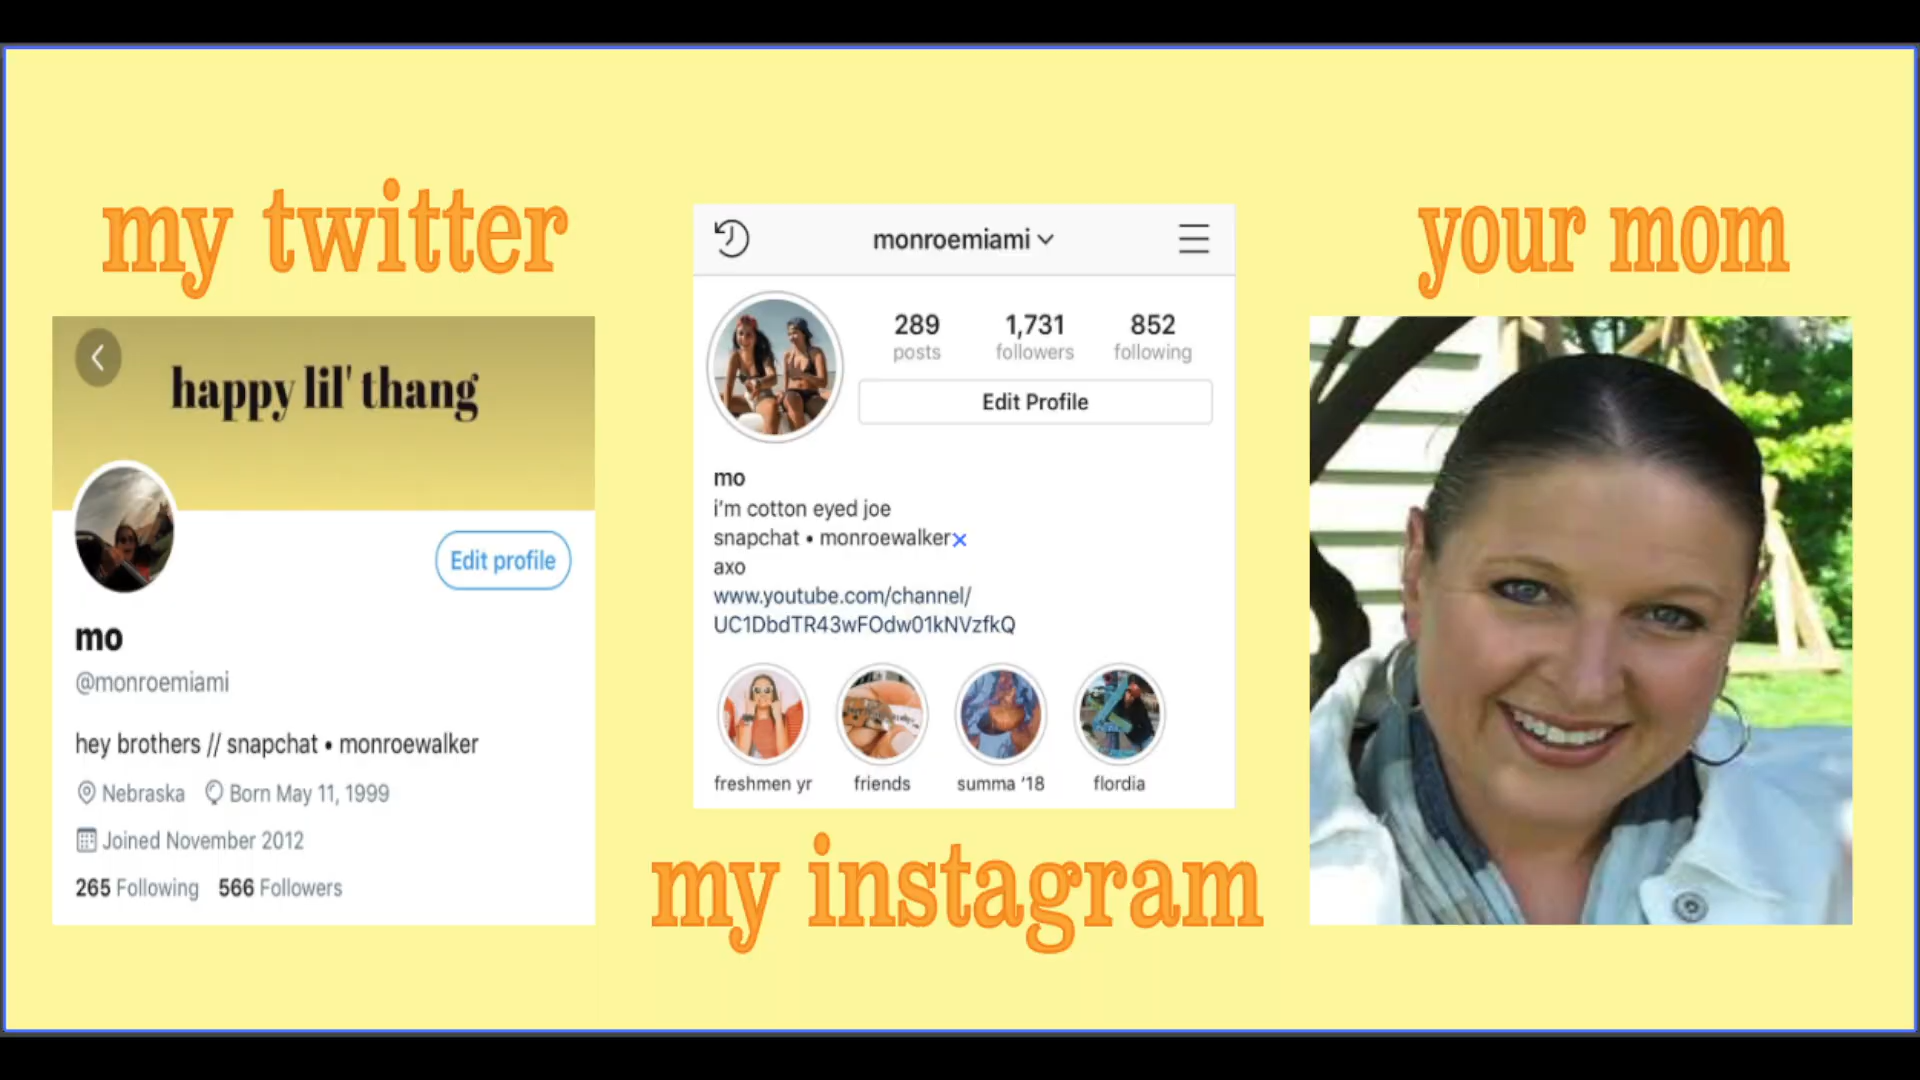 my twitter
happy lil' thang
Edit profile
mo
@monroemiami
hey brothers // snapchat • monroewalker
Nebraska Born May 11, 1999
Joined November 2012
265 Following 566 Followers
monroemiami
289 1,731 852
posts followers following
Edit Profile
mo
i'm cotton eyed joe
snapchat • monroewalker
axo
www.youtube.com/channel/
UC1DbdTR43wFOdw01kNVzfkQ
freshmen yr friends summa '18 flordia
my instagram
your mom